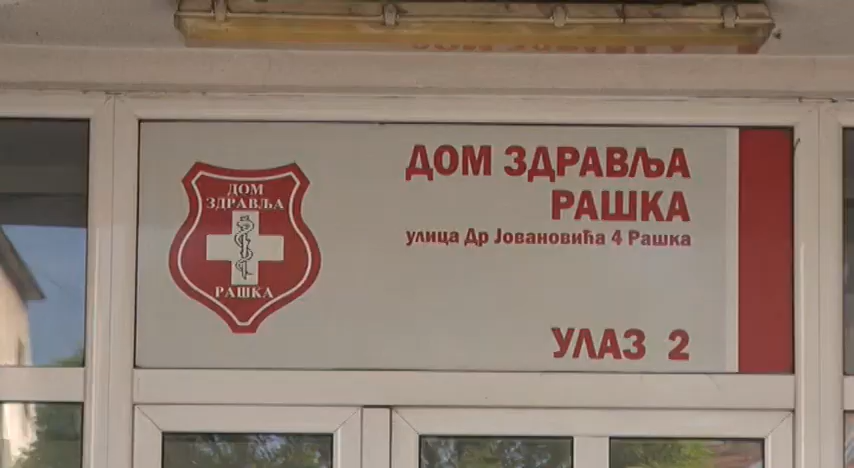 ДОМ
ЗДРАВЉА
РАШКА
ДОМ ЗДРАВЉА
РАШКА
улица Др Јовановића 4 Рашка
УЛАЗ 2